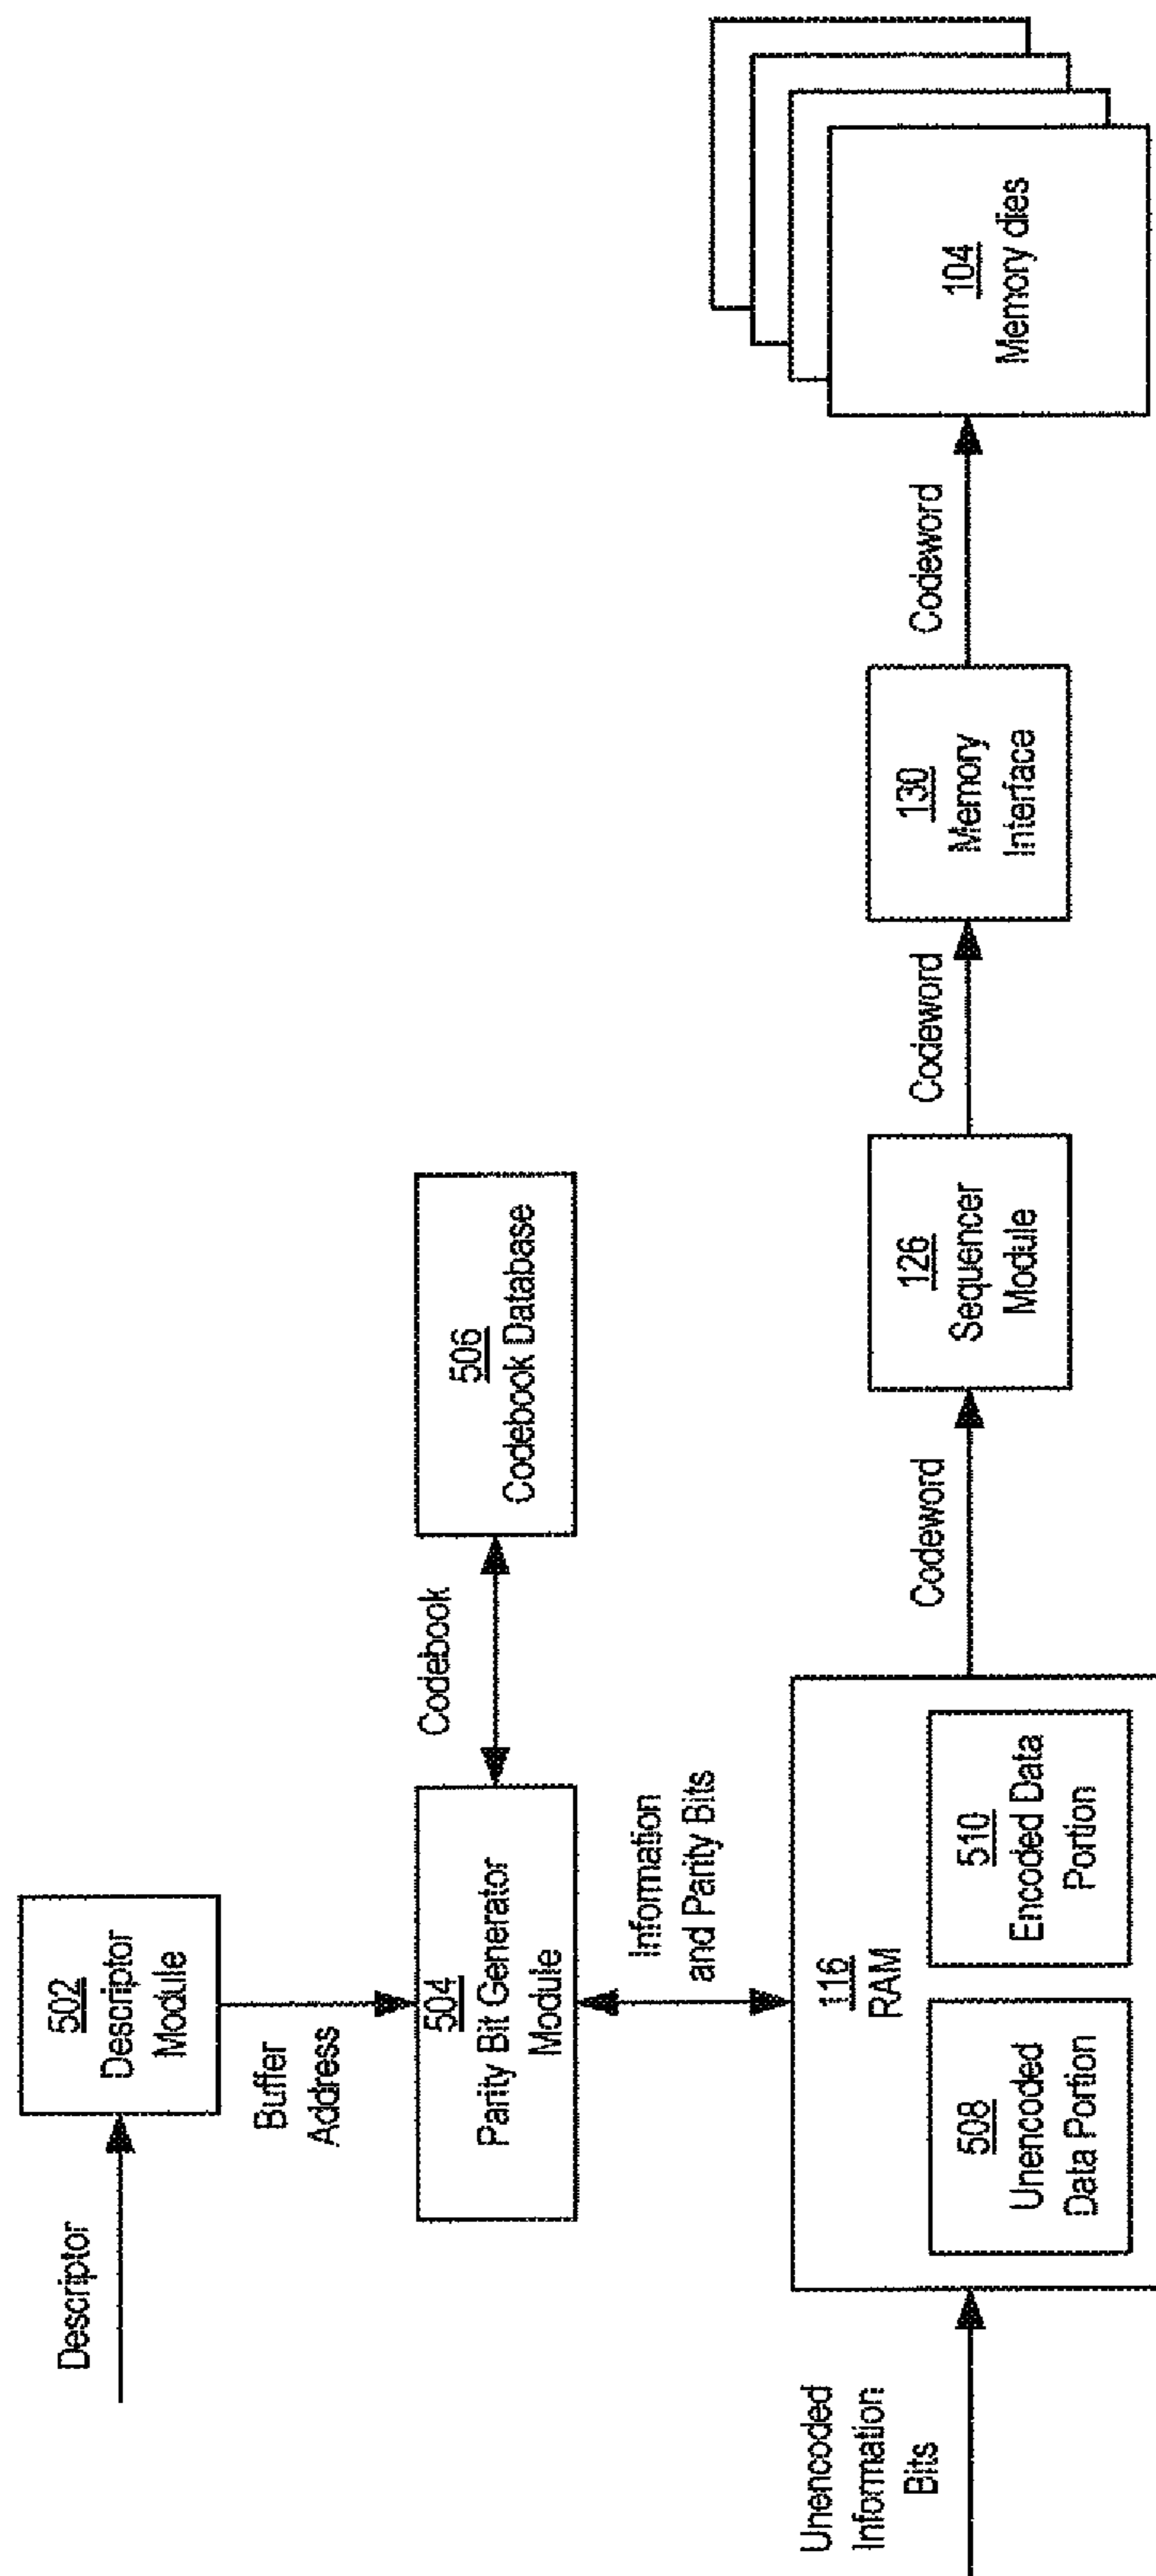 Descriptor
502
Descriptor
Module
Buffer
Address
504
Parity Bit Generator
Module
Codebook
506
Codebook Database
Information
and Parity Bits
Unencoded
Information
Bits
116
RAM
508
Unencoded
Data Portion
510
Encoded Data
Portion
Codeword
126
Sequencer
Module
Codeword
130
Memory
Interface
Codeword
104
Memory dies